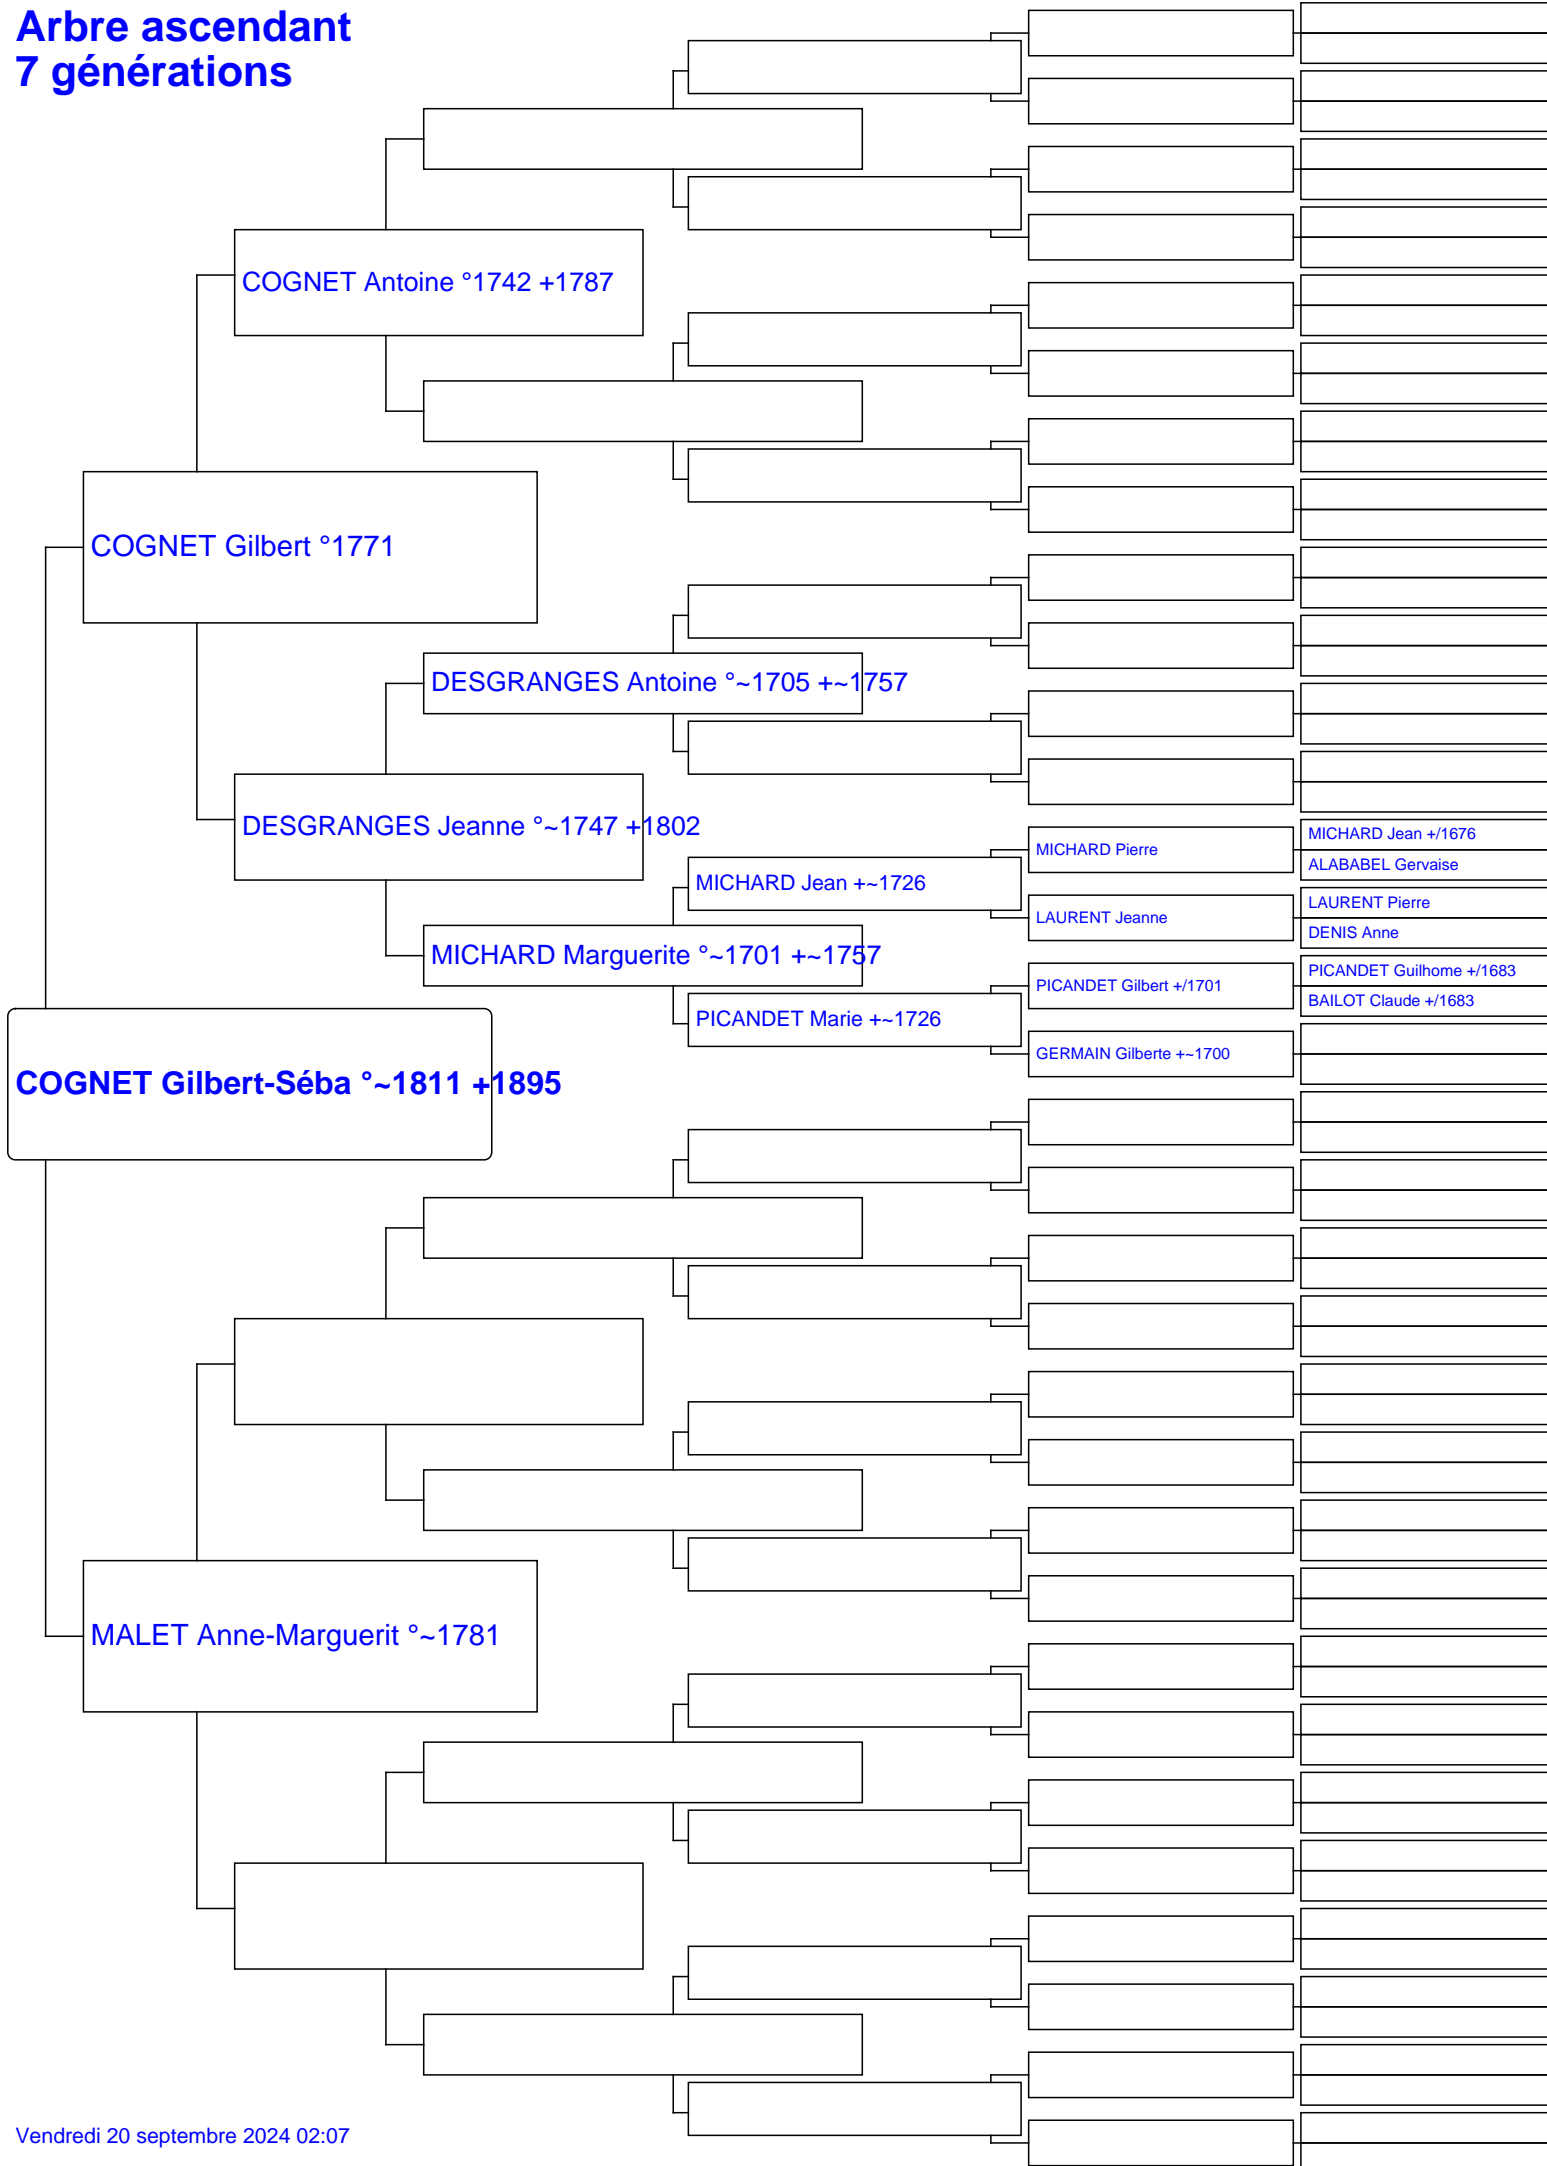 Arbre ascendant
7 générations
COGNET Antoine °1742 +1787
COGNET Gilbert °1771
DESGRANGES Antoine °~1705 +~1757
DESGRANGES Jeanne °~1747 +1802
MICHARD Jean +/1676
MICHARD Pierre
ALABABEL Gervaise
MICHARD Jean +~1726
LAURENT Pierre
LAURENT Jeanne
DENIS Anne
MICHARD Marguerite °~1701 +~1757
PICANDET Guilhome +/1683
PICANDET Gilbert +/1701
BAILOT Claude +/1683
PICANDET Marie +~1726
GERMAIN Gilberte +~1700
COGNET Gilbert-Séba °~1811 +1895
MALET Anne-Marguerit °~1781
Vendredi 20 septembre 2024 02:07